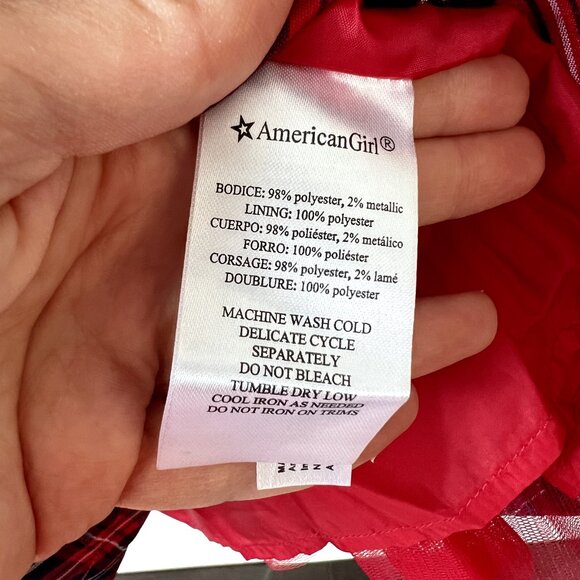 AmericanGirl®
BODICE: 98% polyester, 2% metallic
LINING: 100% polyester
CUERPO: 98% poliéster, 2% metálico
FORRO: 100% poliéster
CORSAGE: 98% polyester, 2% lamé
DOUBLURE: 100% polyester
MACHINE WASH COLD
DELICATE CYCLE
SEPARATELY
DO NOT BLEACH
TUMBLE DRY LOW
COOL IRON AS NEEDED
DO NOT IRON ON TRIMS